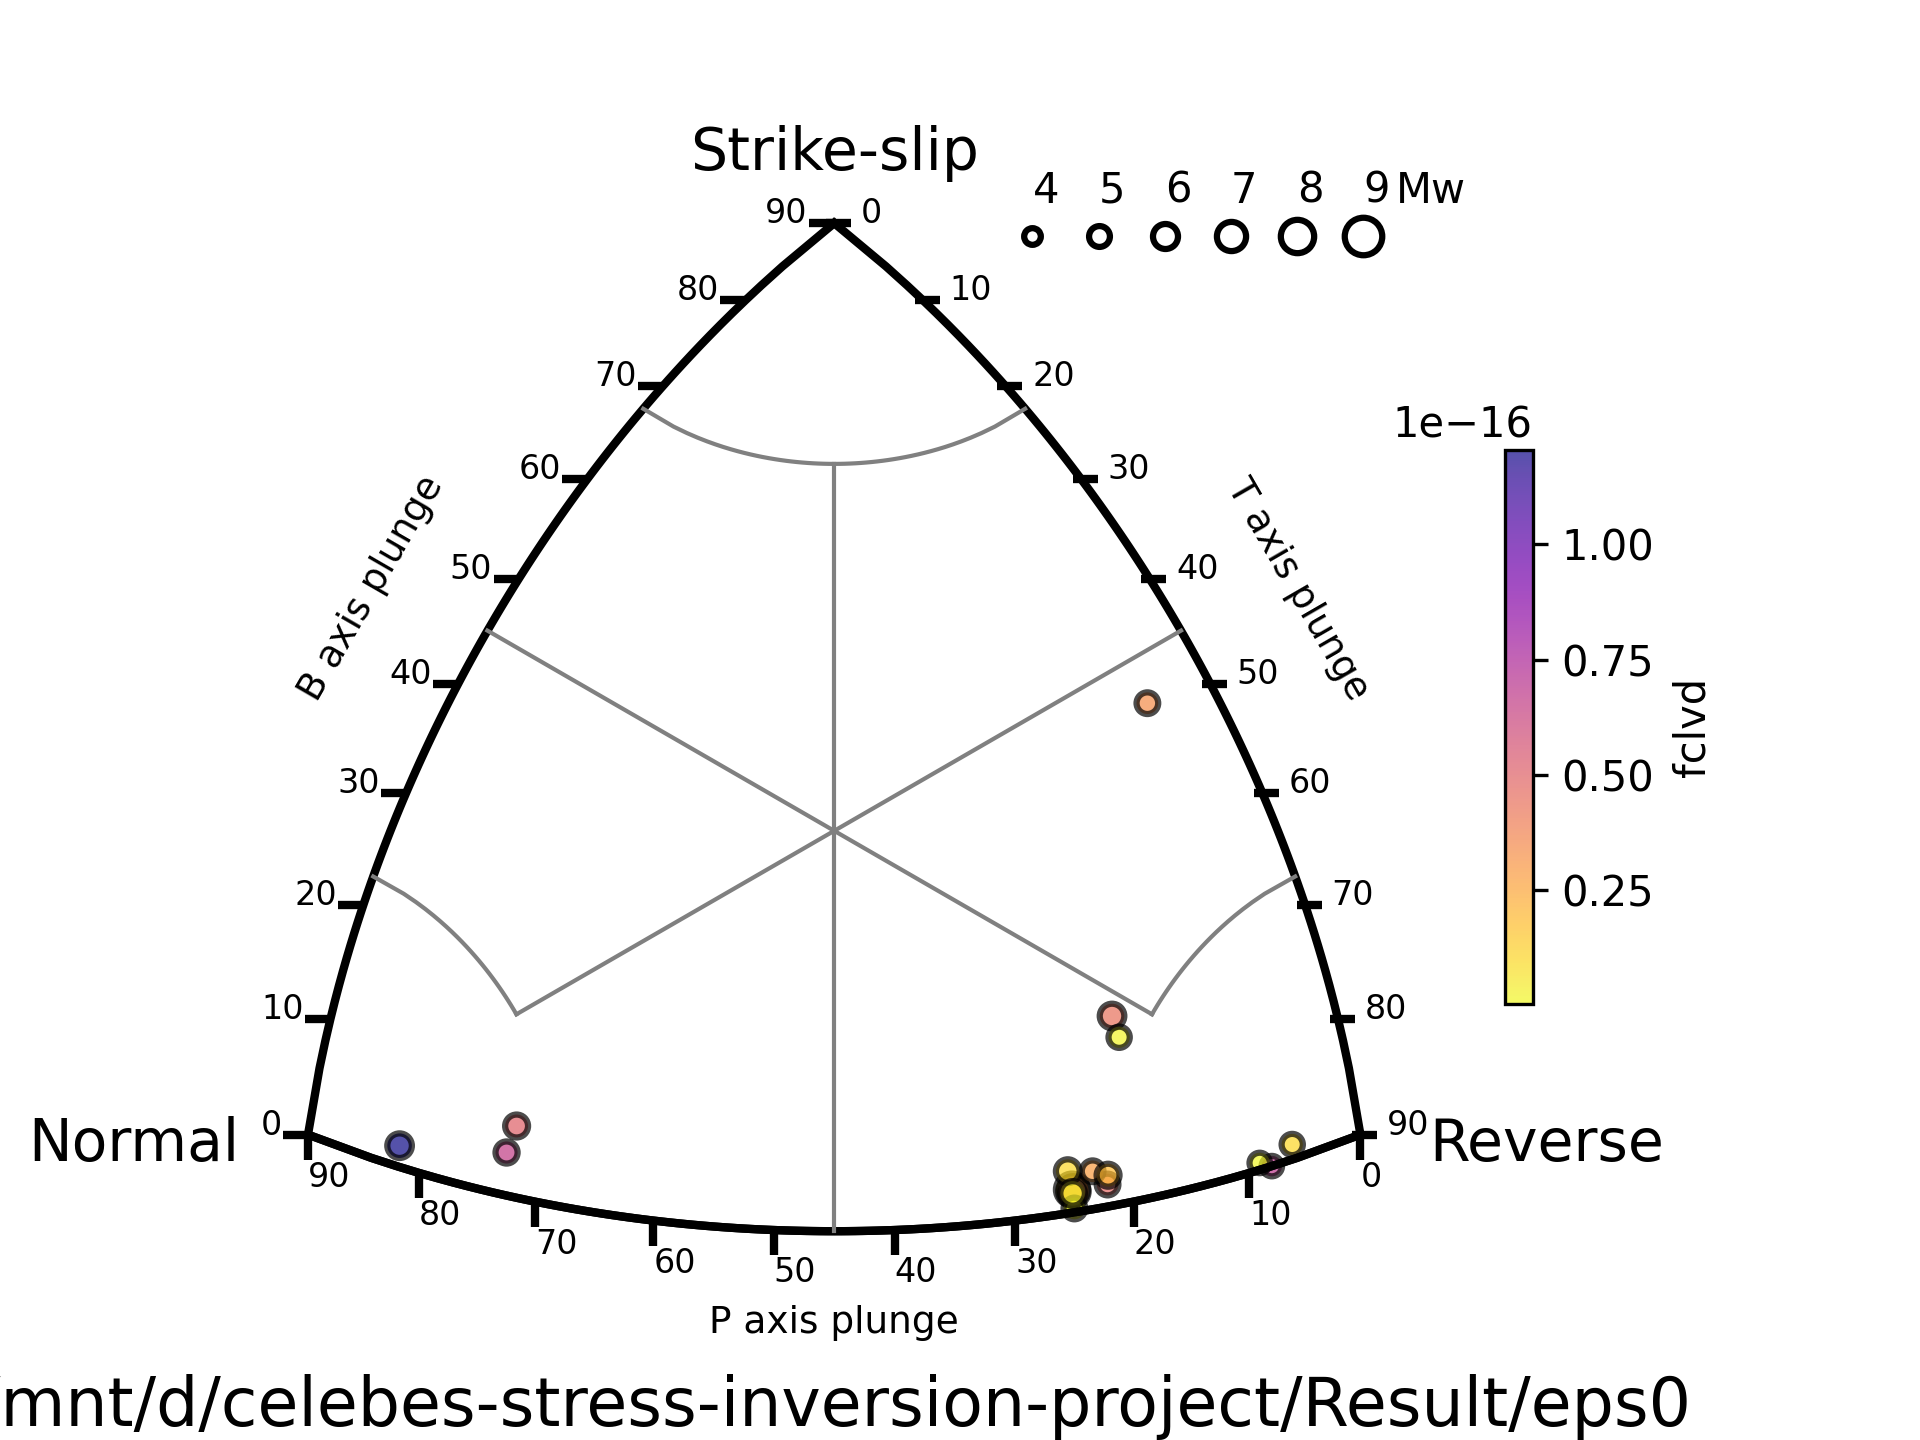 Strike-slip
4 5 6 7 8 9 Mw
90 0
80 10
70 20
60 30
50 40
40 50
30 60
20 70
10 80
0 90
B axis plunge
T axis plunge
1e−16
1.00
0.75
0.50
0.25
fclvd
Normal
Reverse
90 80 70 60 50 40 30 20 10 0
P axis plunge
mnt/d/celebes-stress-inversion-project/Result/eps0